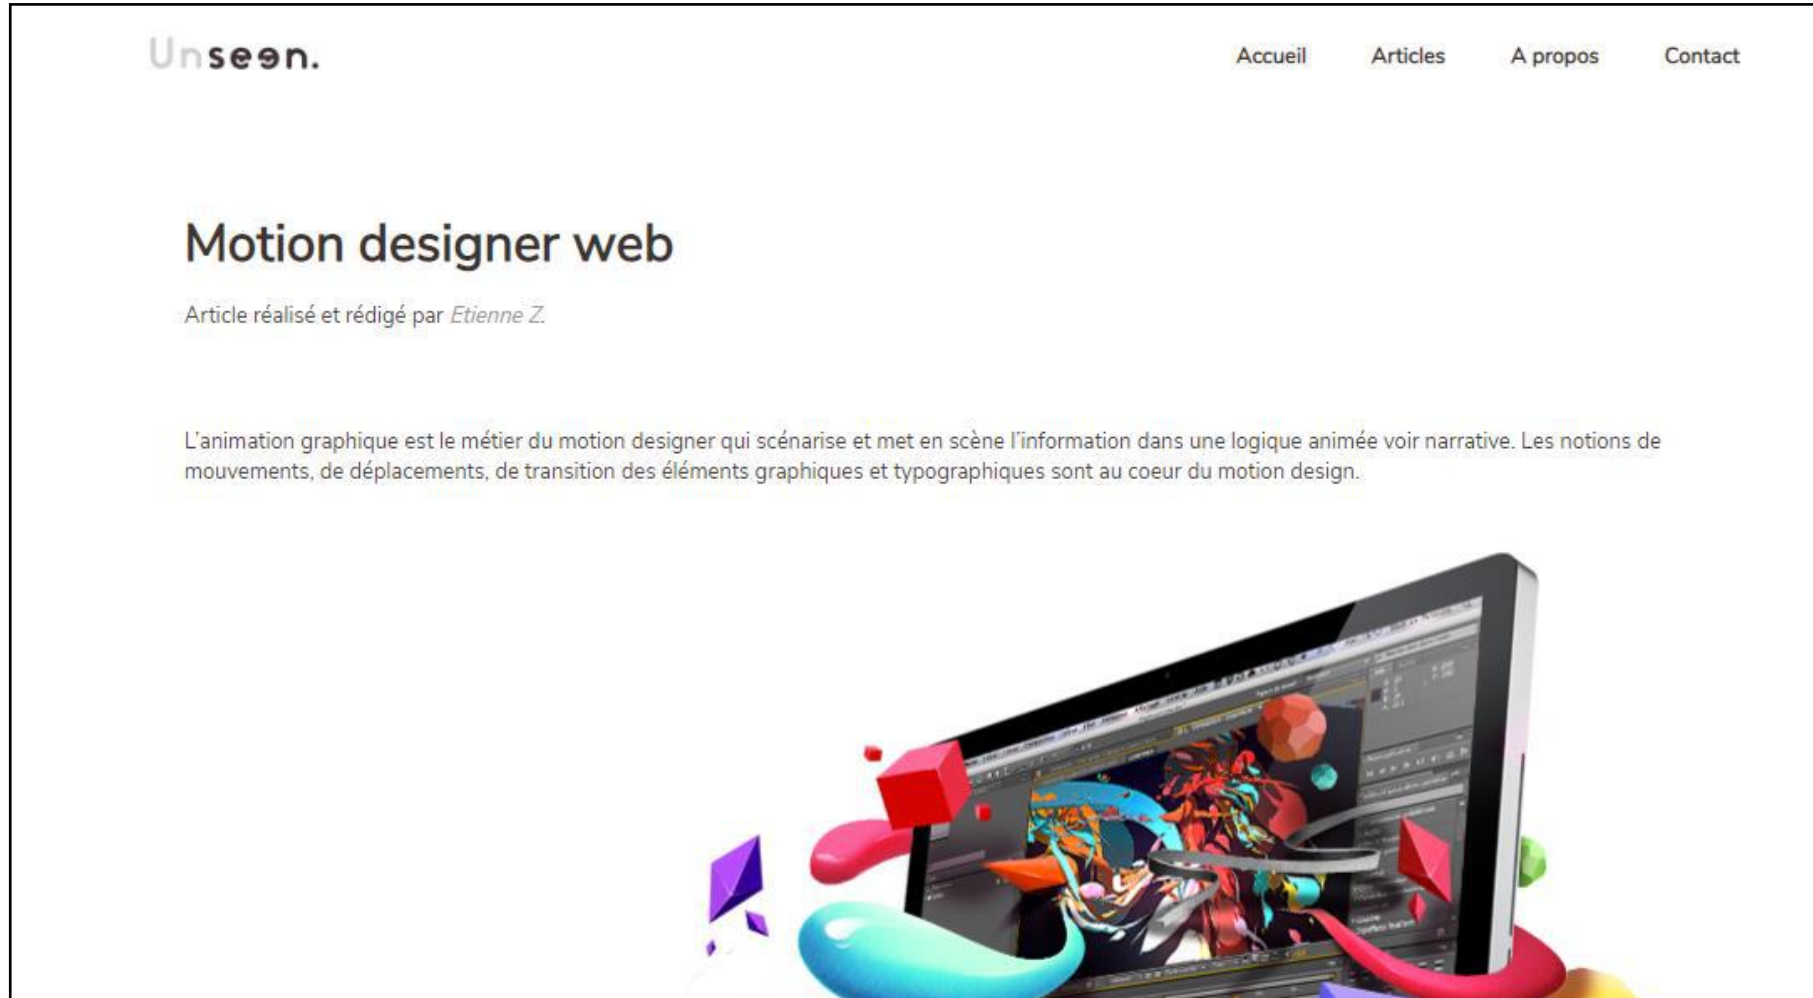 Unseen.
Accueil Articles A propos Contact
Motion designer web
Article réalisé et rédigé par Etienne Z.
L'animation graphique est le métier du motion designer qui scénarise et met en scène l'information dans une logique animée voir narrative. Les notions de
mouvements, de déplacements, de transition des éléments graphiques et typographiques sont au coeur du motion design.